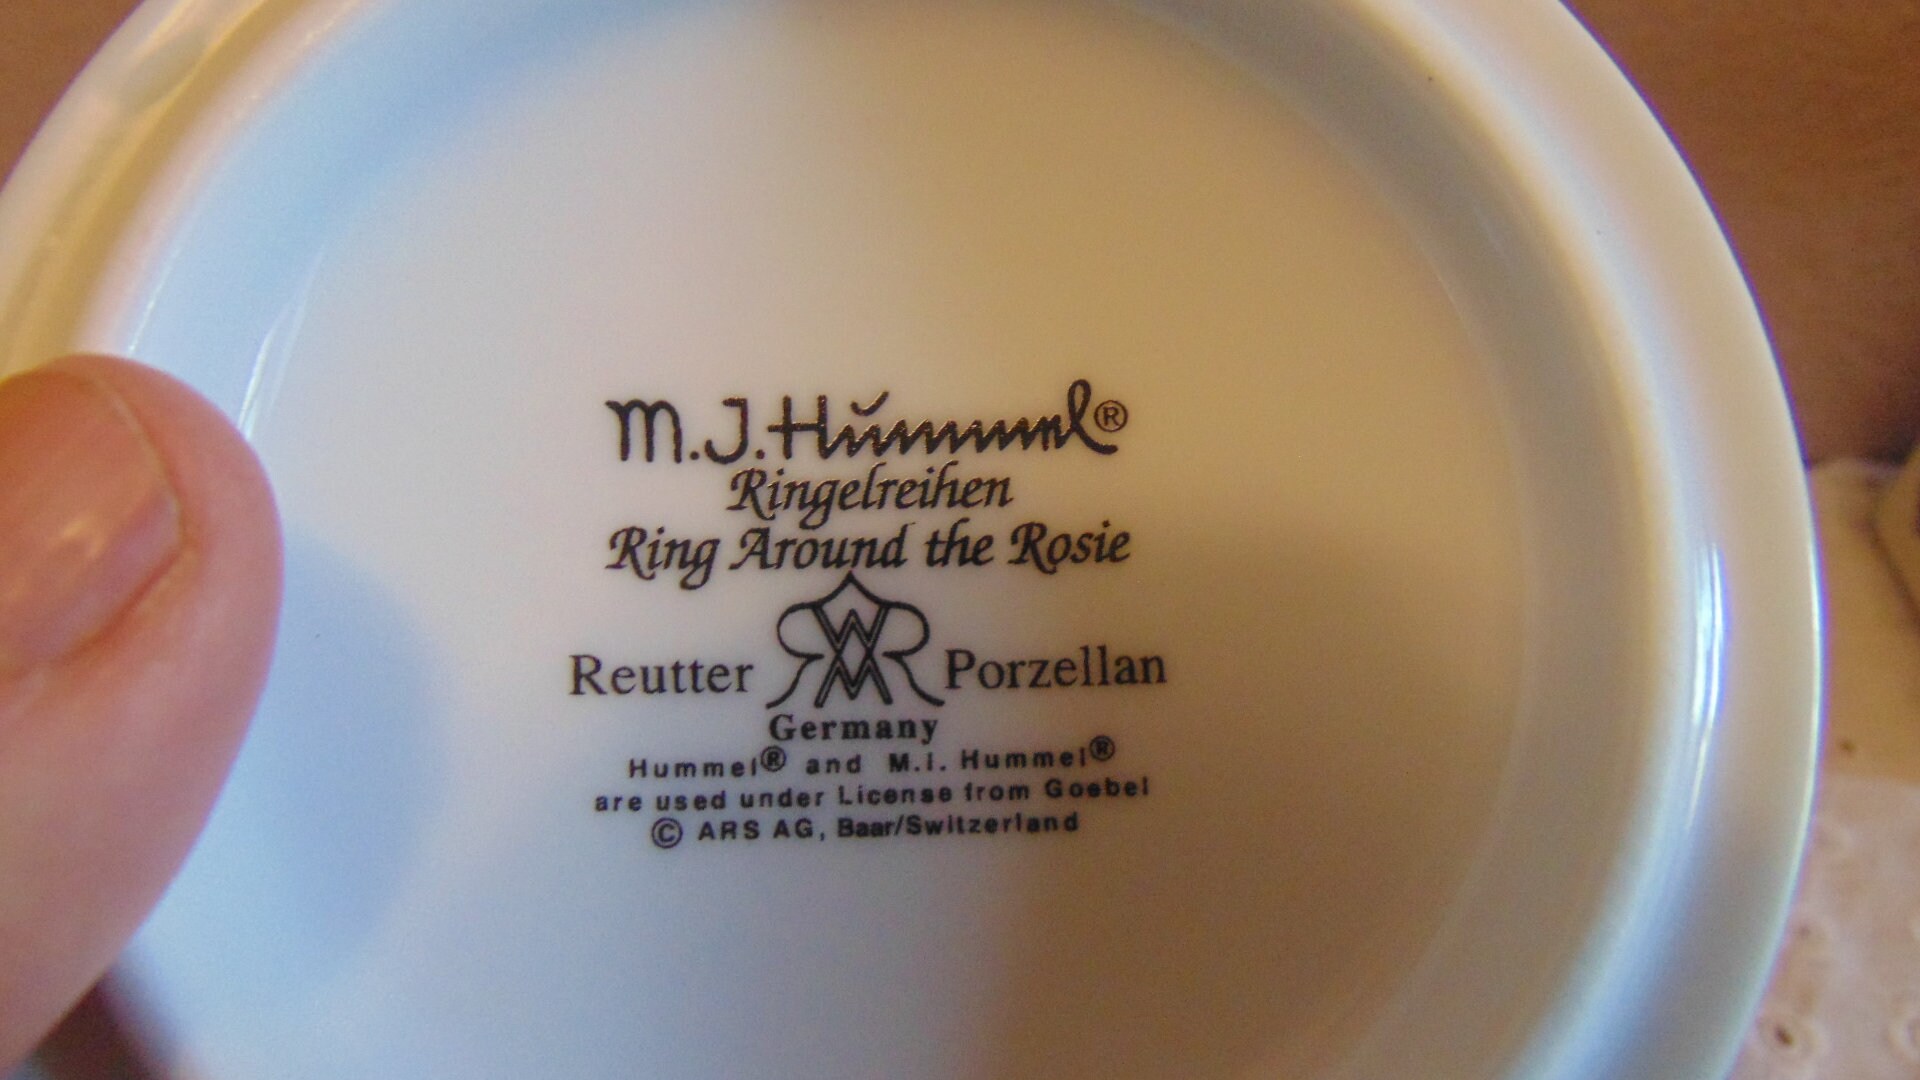 M.J. Hummel®
Ringelreihen
Ring Around the Rosie
Reutter Porzellan
Germany
Hummel® and M.I. Hummel®
are used under License from Goebel
© ARS AG, Baar/Switzerland